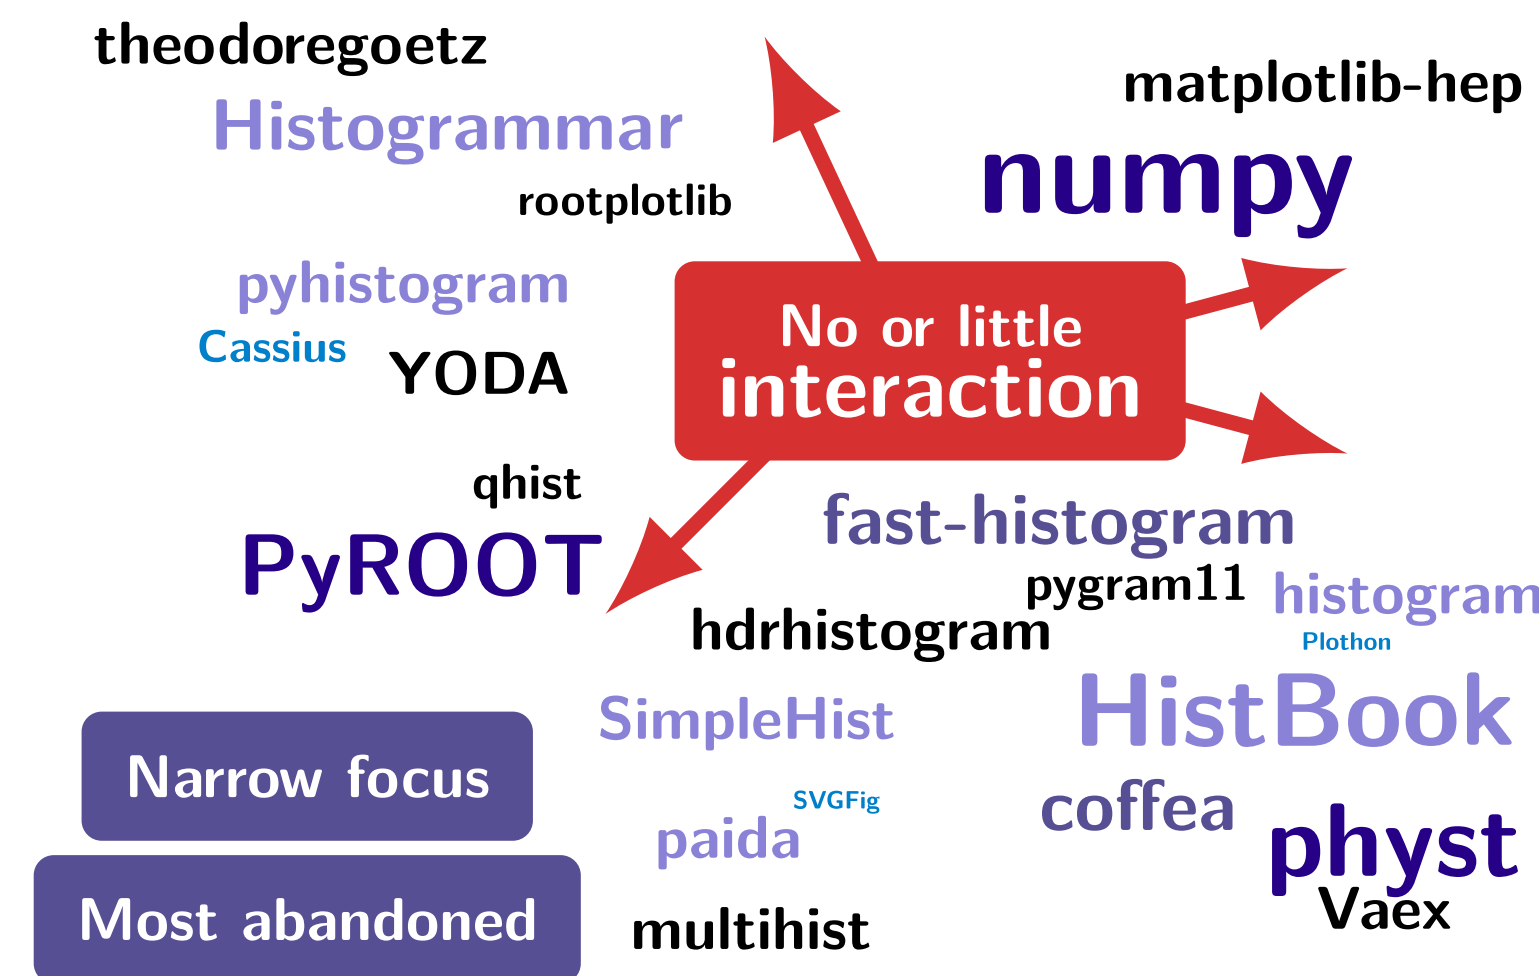 theodoregoetz
matplotlib-hep
Histogrammar
numpy
rootplotlib
pyhistogram
No or little
interaction
Cassius
YODA
qhist
fast-histogram
PyROOT
pygram11
histogram
hdrhistogram
Plothon
SimpleHist
HistBook
Narrow focus
SVGFig
coffea
paida
physt
Vaex
Most abandoned
multihist